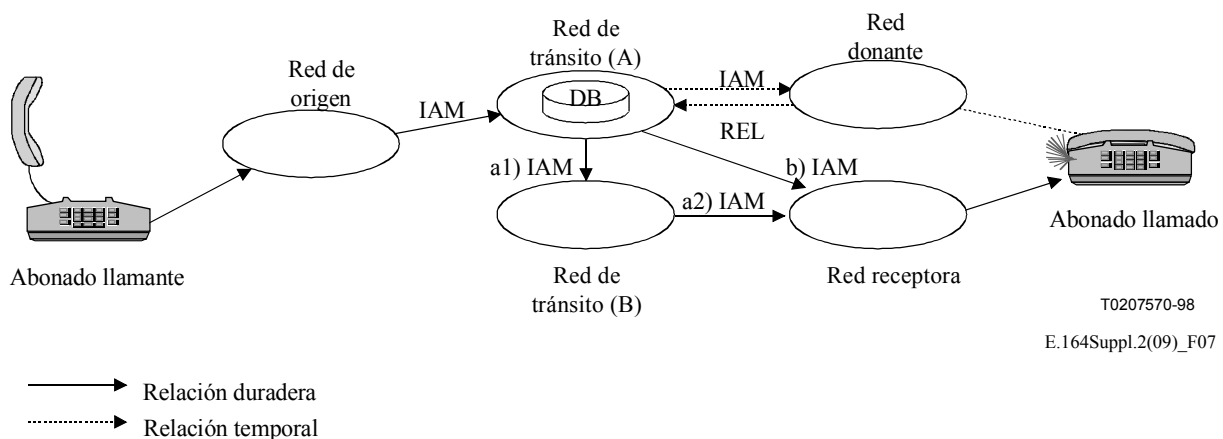 Red de
tránsito (A)
Red
donante
Red de
origen
IAM
DB
IAM
REL
a1) IAM
b) IAM
a2) IAM
Abonado llamante
Red de
tránsito (B)
Red receptora
Abonado llamado
T0207570-98
E.164Suppl.2(09)_F07
Relación duradera
Relación temporal